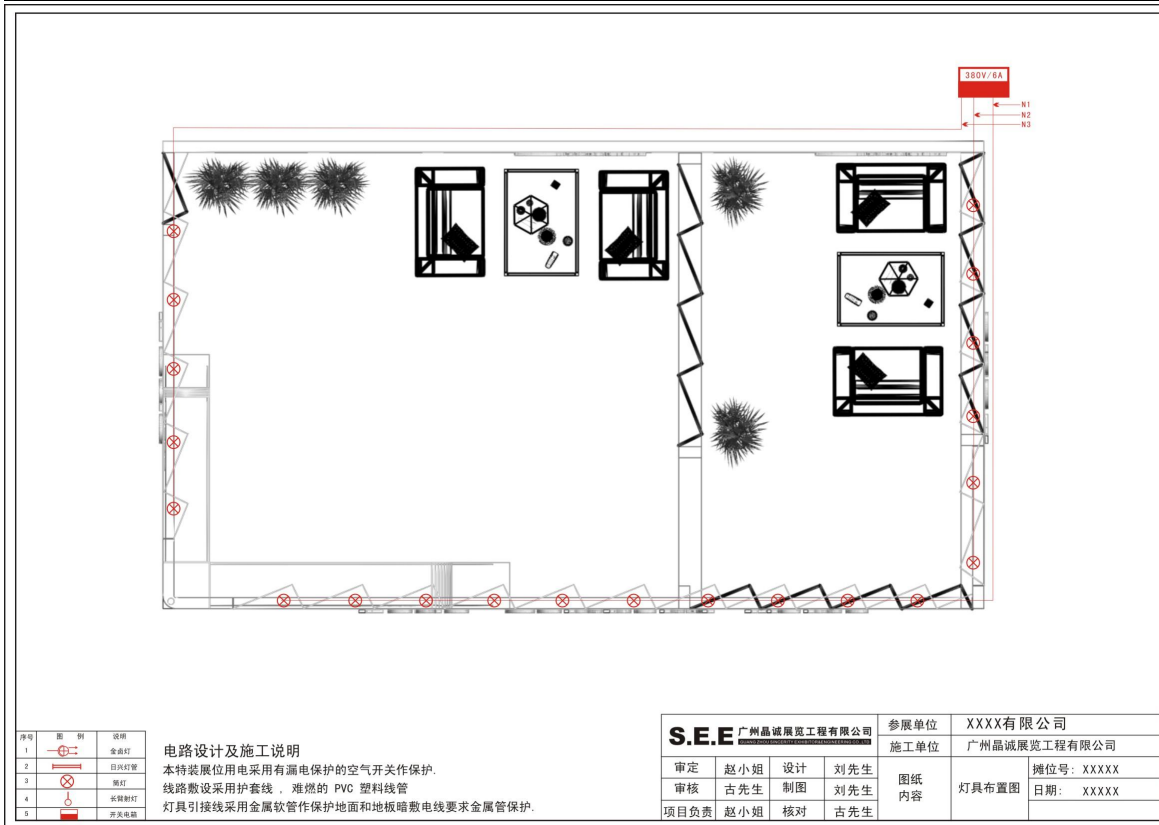 380V/6A
N1
N2
N3
序号 图 例 说明
1 金卤灯
2 日兴灯管
3 筒灯
4 长臂射灯
5 开关电箱
电路设计及施工说明
本特装展位用电采用有漏电保护的空气开关作保护.
线路敷设采用护套线 , 难燃的 PVC 塑料线管
灯具引接线采用金属软管作保护地面和地板暗敷电线要求金属管保护.
S.E.E 广州晶诚展览工程有限公司
参展单位 XXXX有限公司
施工单位 广州晶诚展览工程有限公司
审定 赵小姐 设计 刘先生
审核 古先生 制图 刘先生
项目负责 赵小姐 核对 古先生
图纸
内容
灯具布置图
摊位号: XXXXX
日期: XXXXX